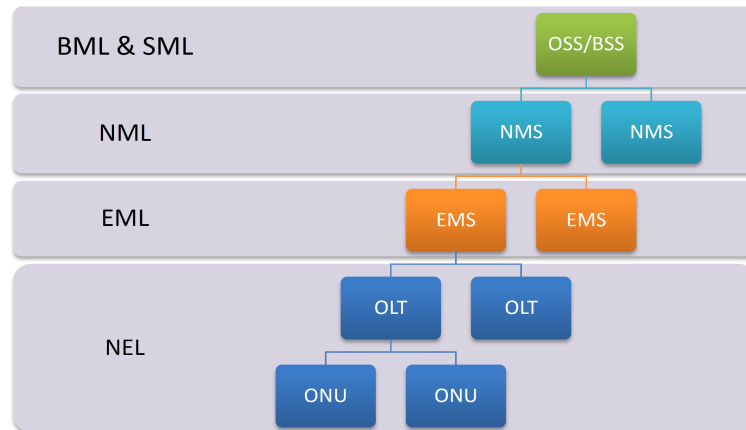 BML & SML
OSS/BSS
NML
NMS
NMS
EML
EMS
EMS
NEL
OLT
OLT
ONU
ONU